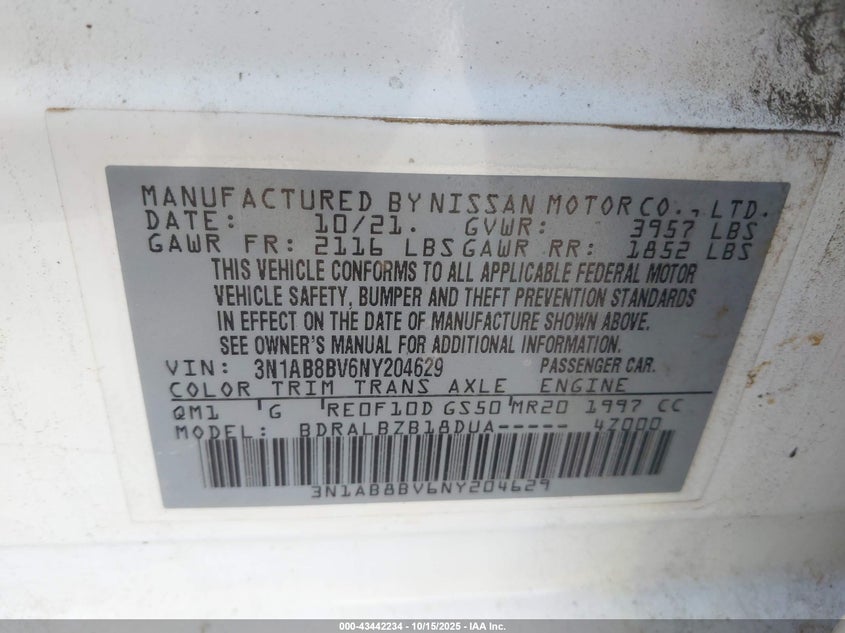 MANUFACTURED BY NISSAN MOTOR CO., LTD.
DATE: 10/21. GVWR: 3957 LBS
GAWR FR: 2116 LBS GAWR RR: 1852 LBS
THIS VEHICLE CONFORMS TO ALL APPLICABLE FEDERAL MOTOR
VEHICLE SAFETY, BUMPER AND THEFT PREVENTION STANDARDS
IN EFFECT ON THE DATE OF MANUFACTURE SHOWN ABOVE.
SEE OWNER'S MANUAL FOR ADDITIONAL INFORMATION.
VIN: 3N1AB8BV6NY204629 PASSENGER CAR.
COLOR TRIM TRANS AXLE ENGINE
QM1 G RE0F10D GS50 MR20 1997 CC
MODEL: BDRALBZB18DUA----- 4Z000
3N1AB8BV6NY204629
000-43442234 - 10/15/2025 - IAA Inc.